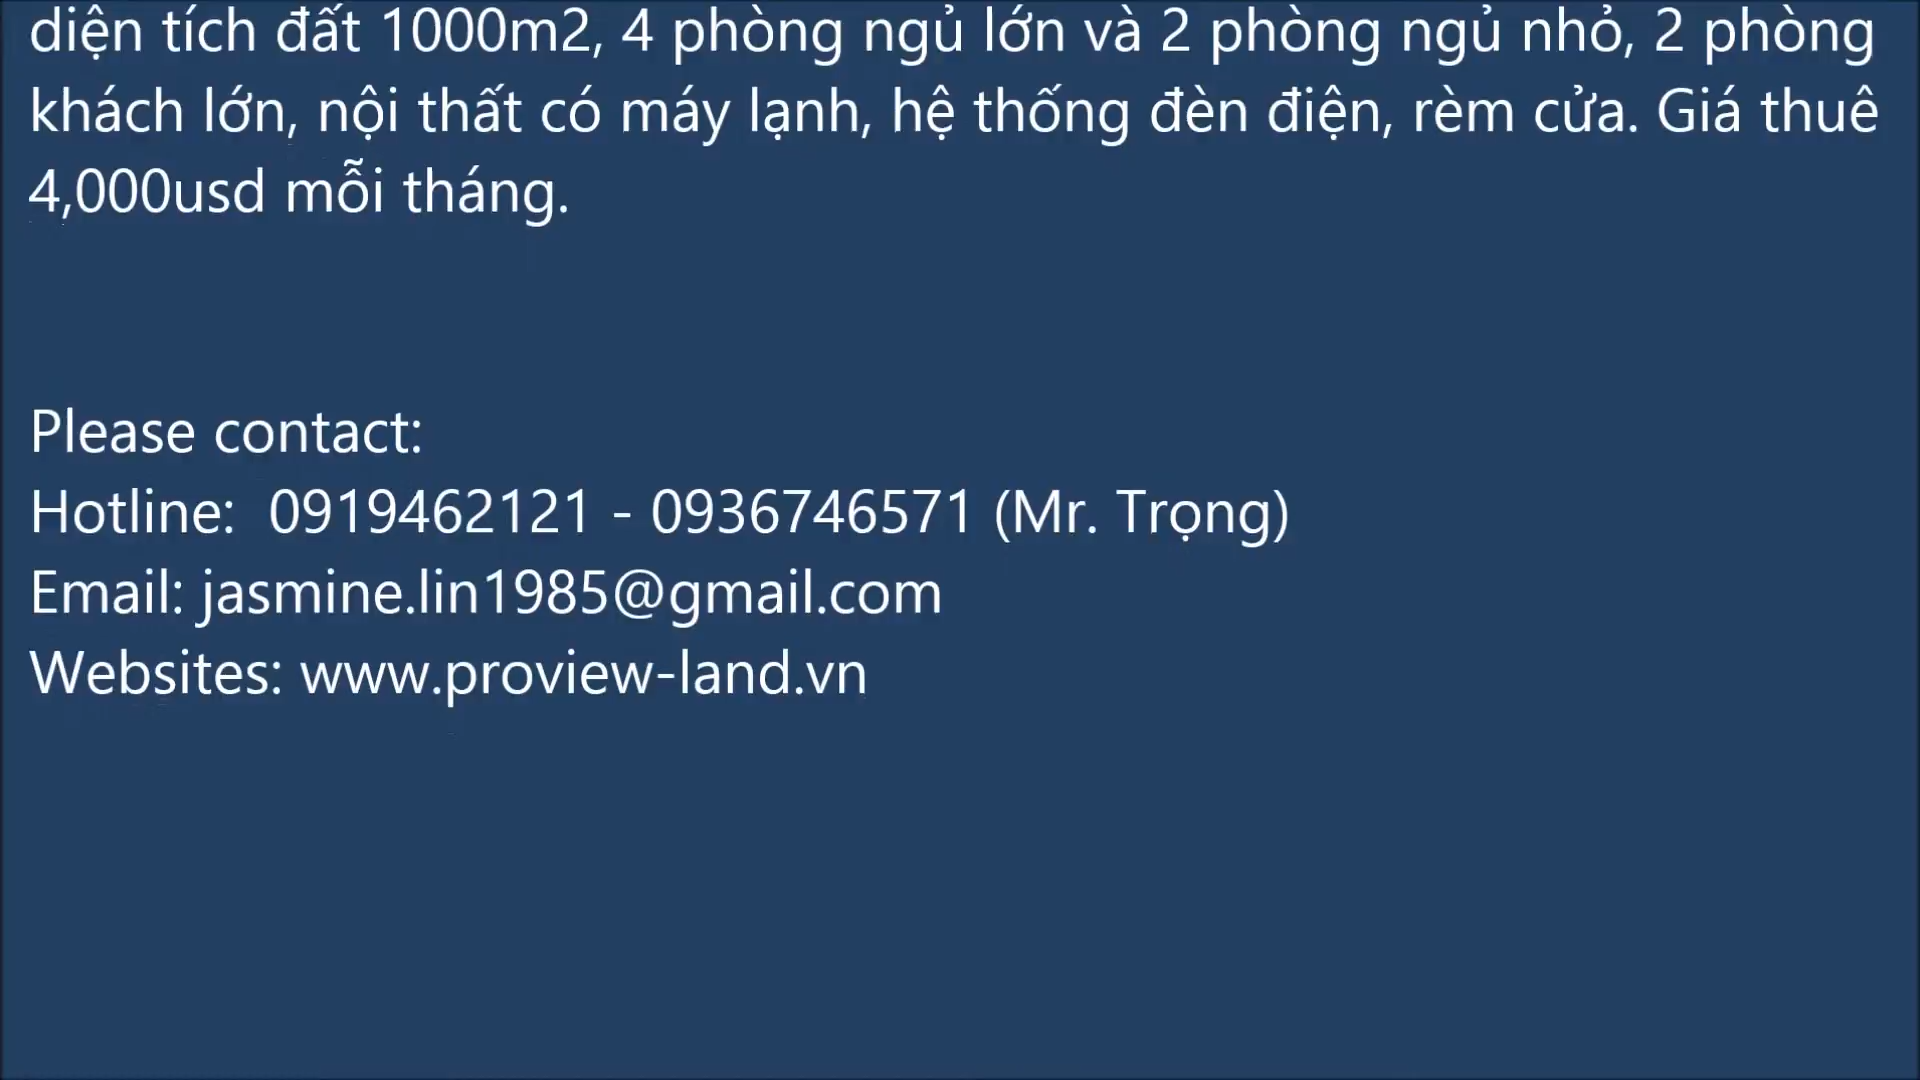 diện tích đất 1000m2, 4 phòng ngủ lớn và 2 phòng ngủ nhỏ, 2 phòng
khách lớn, nội thất có máy lạnh, hệ thống đèn điện, rèm cửa. Giá thuê
4,000usd mỗi tháng.
Please contact:
Hotline:  0919462121 - 0936746571 (Mr. Trọng)
Email: jasmine.lin1985@gmail.com
Websites: www.proview-land.vn